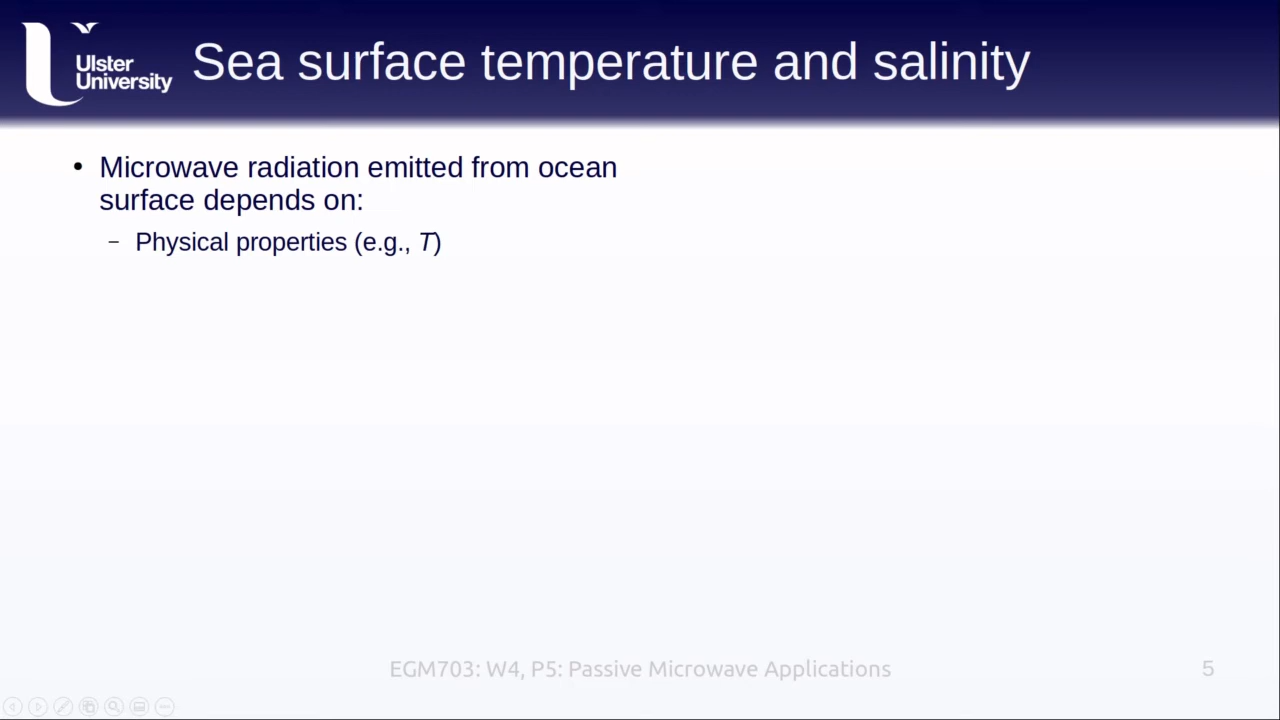 Ulster
University
Sea surface temperature and salinity
• Microwave radiation emitted from ocean
surface depends on:
– Physical properties (e.g., T)
EGM703: W4, P5: Passive Microwave Applications
5